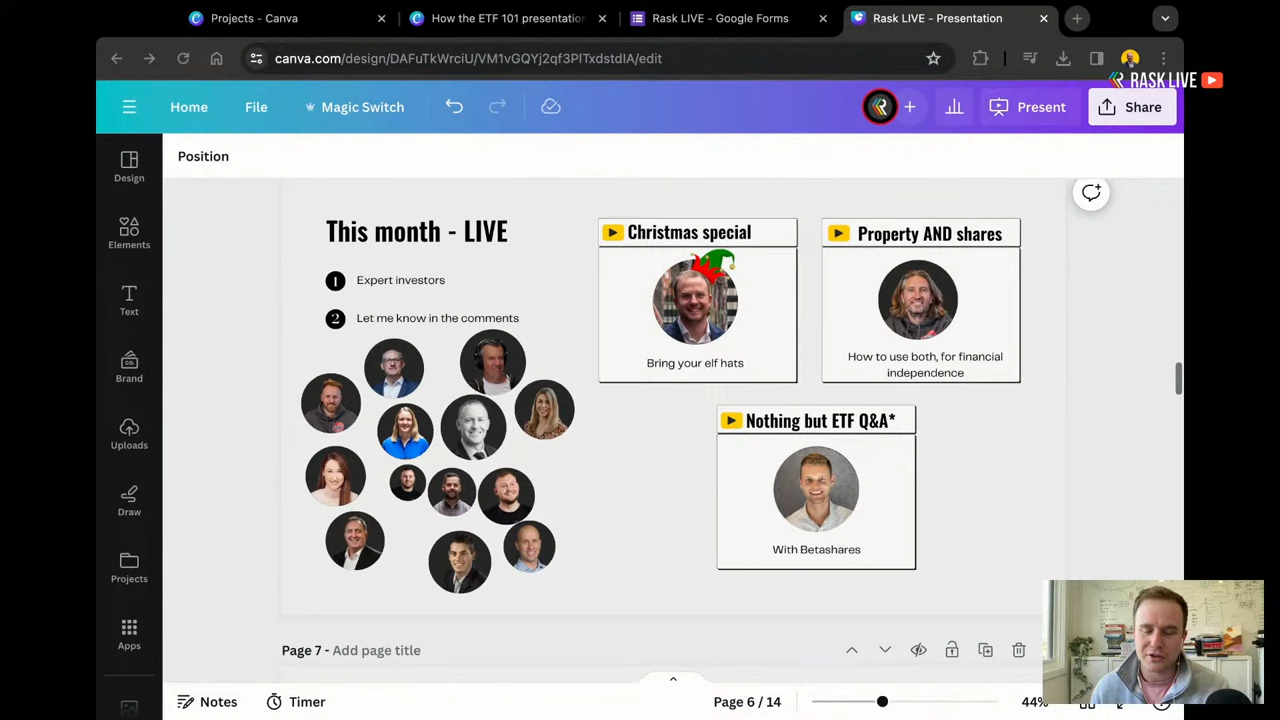 Projects - Canva
How the ETF 101 presentation
Rask LIVE - Google Forms
Rask LIVE - Presentation
canva.com/design/DAFuTkWrciU/VM1vGQYj2qf3PITxdstdIA/edit
RASK LIVE
Home
File
Magic Switch
Present
Share
Position
Design
Elements
Text
Brand
Uploads
Draw
Projects
Apps
This month - LIVE
1 Expert investors
2 Let me know in the comments
Christmas special
Bring your elf hats
Property AND shares
How to use both, for financial
independence
Nothing but ETF Q&A*
With Betashares
Page 7 - Add page title
Notes
Timer
Page 6 / 14
44%